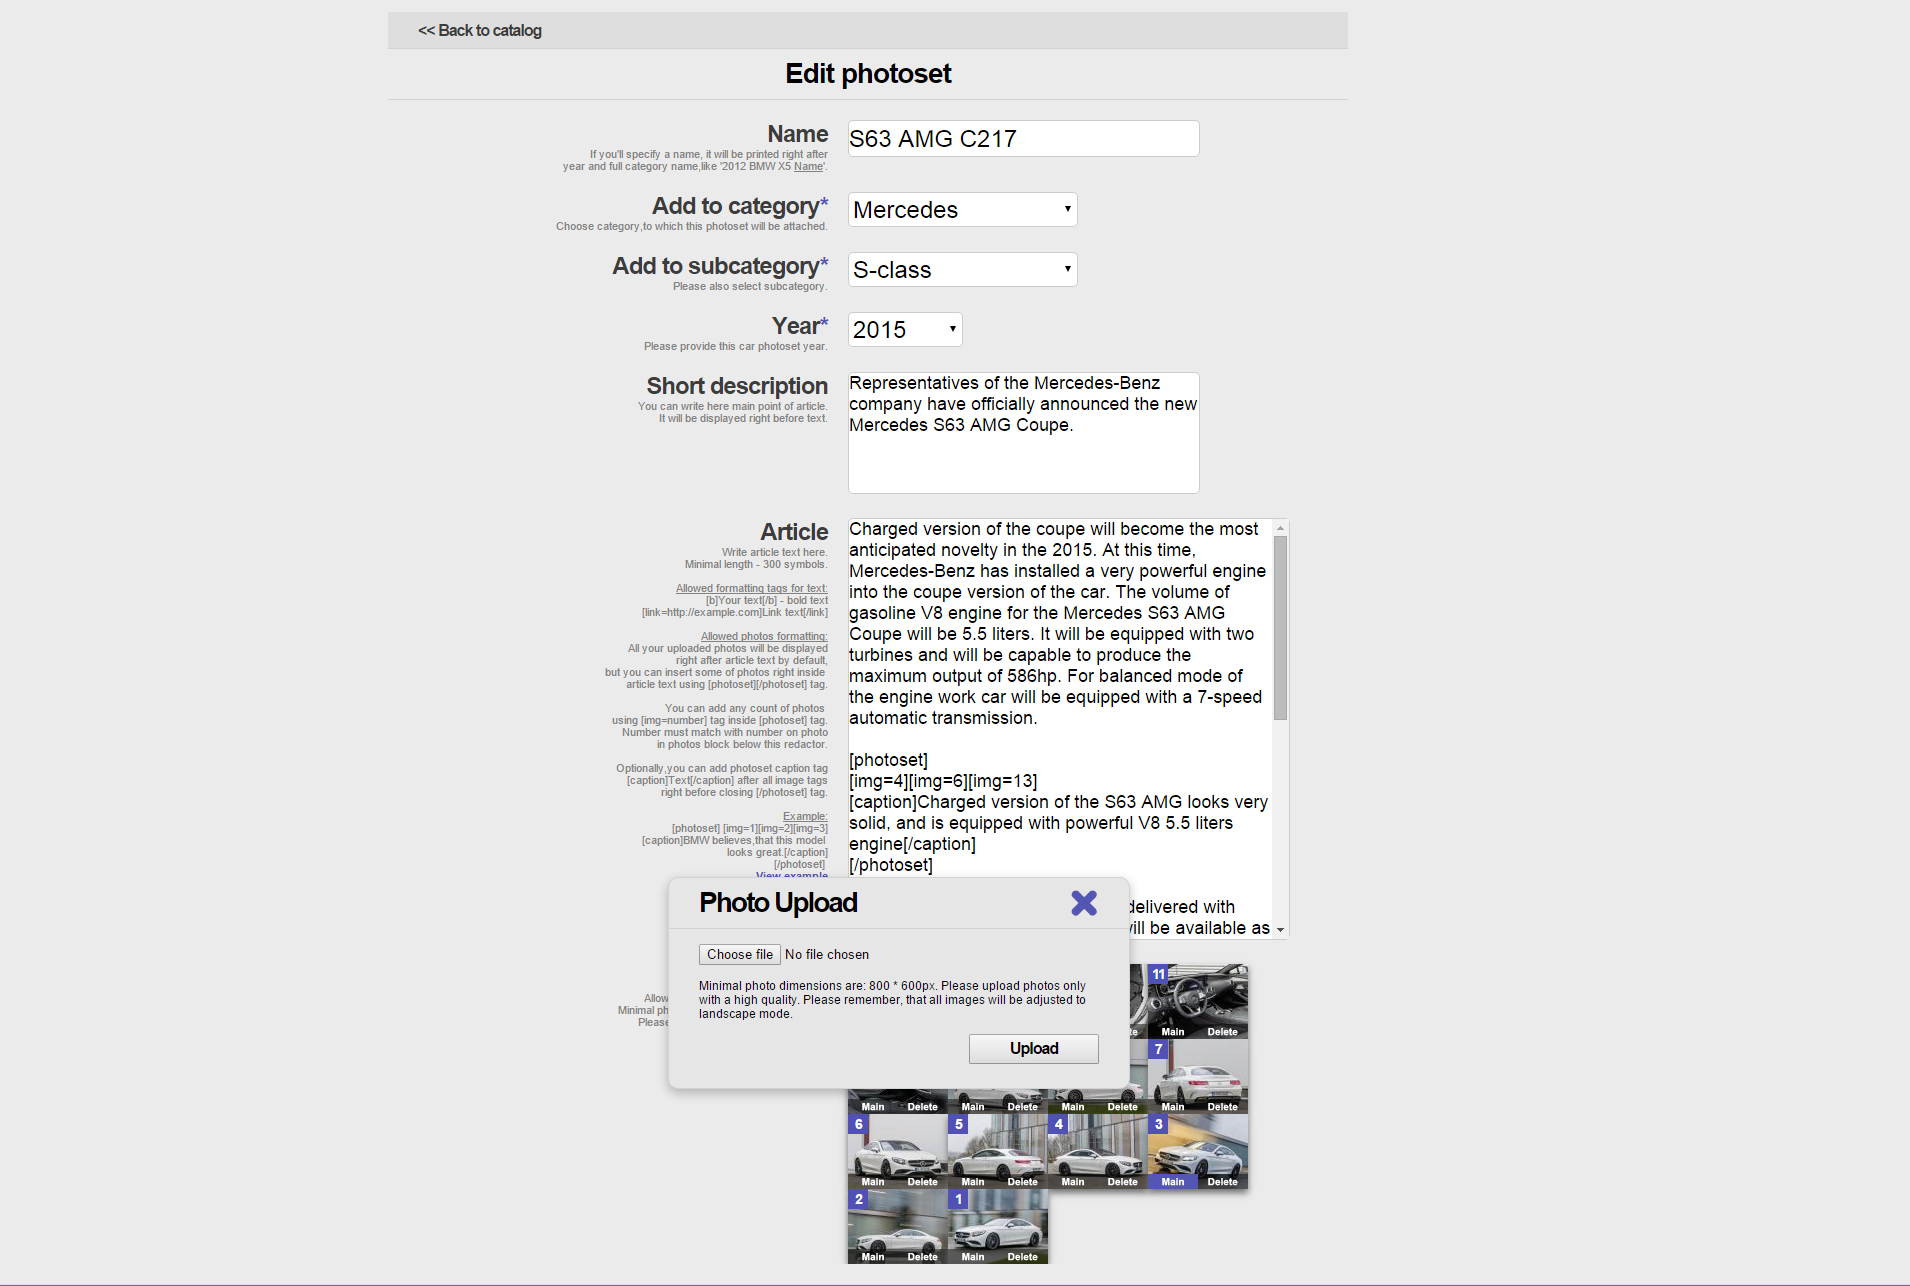 << Back to catalog
Edit photoset
Name
If you'll specify a name, it will be printed right after
year and full category name,like '2012 BMW X5 Name'.
S63 AMG C217
Add to category*
Choose category,to which this photoset will be attached.
Mercedes
Add to subcategory*
Please also select subcategory.
S-class
Year*
Please provide this car photoset year.
2015
Short description
You can write here main point of article.
It will be displayed right before text.
Representatives of the Mercedes-Benz
company have officially announced the new
Mercedes S63 AMG Coupe.
Article
Write article text here.
Minimal length - 300 symbols.
Allowed formatting tags for text:
[b]Your text[/b] - bold text
[link=http://example.com]Link text[/link]
Allowed photos formatting:
All your uploaded photos will be displayed
right after article text by default,
but you can insert some of photos right inside
article text using [photoset][/photoset] tag.
You can add any count of photos
using [img=number] tag inside [photoset] tag.
Number must match with number on photo
in photos block below this redactor.
Optionally,you can add photoset caption tag
[caption]Text[/caption] after all image tags
right before closing [/photoset] tag.
Example:
[photoset] [img=1][img=2][img=3]
[caption]BMW believes,that this model
looks great.[/caption]
[/photoset]
View example
Charged version of the coupe will become the most
anticipated novelty in the 2015. At this time,
Mercedes-Benz has installed a very powerful engine
into the coupe version of the car. The volume of
gasoline V8 engine for the Mercedes S63 AMG
Coupe will be 5.5 liters. It will be equipped with two
turbines and will be capable to produce the
maximum output of 586hp. For balanced mode of
the engine work car will be equipped with a 7-speed
automatic transmission.
[photoset]
[img=4][img=6][img=13]
[caption]Charged version of the S63 AMG looks very
solid, and is equipped with powerful V8 5.5 liters
engine[/caption]
[/photoset]
delivered with
will be available as
Allow
Minimal ph
Please
Photo Upload
Choose file No file chosen
Minimal photo dimensions are: 800 * 600px. Please upload photos only
with a high quality. Please remember, that all images will be adjusted to
landscape mode.
Upload
11
te Main Delete
7
Main Delete Main Delete Main Delete Main Delete
6 5 4 3
Main Delete Main Delete Main Delete Main Delete
2 1
Main Delete Main Delete